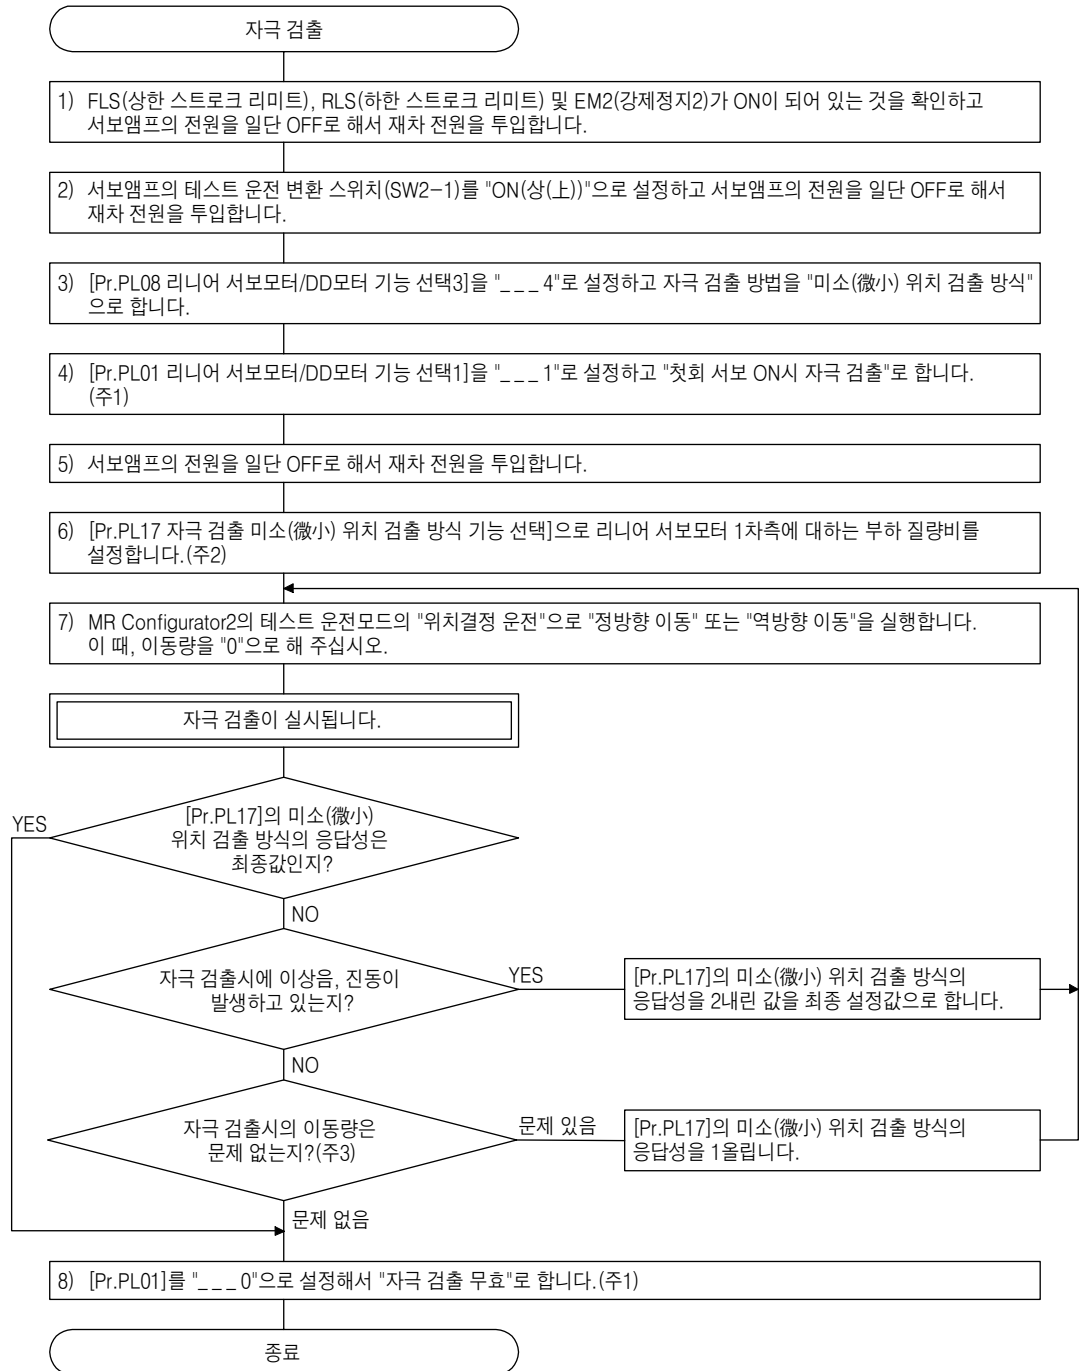 자극 검출
1) FLS(상한 스트로크 리미트), RLS(하한 스트로크 리미트) 및 EM2(강제정지2)가 ON이 되어 있는 것을 확인하고
서보앰프의 전원을 일단 OFF로 해서 재차 전원을 투입합니다.
2) 서보앰프의 테스트 운전 변환 스위치(SW2-1)를 "ON(상(上))"으로 설정하고 서보앰프의 전원을 일단 OFF로 해서
재차 전원을 투입합니다.
3) [Pr.PL08 리니어 서보모터/DD모터 기능 선택3]을 "_ _ _ 4"로 설정하고 자극 검출 방법을 "미소(微小) 위치 검출 방식"
으로 합니다.
4) [Pr.PL01 리니어 서보모터/DD모터 기능 선택1]을 "_ _ _ 1"로 설정하고 "첫회 서보 ON시 자극 검출"로 합니다.
(주1)
5) 서보앰프의 전원을 일단 OFF로 해서 재차 전원을 투입합니다.
6) [Pr.PL17 자극 검출 미소(微小) 위치 검출 방식 기능 선택]으로 리니어 서보모터 1차측에 대하는 부하 질량비를
설정합니다.(주2)
7) MR Configurator2의 테스트 운전모드의 "위치결정 운전"으로 "정방향 이동" 또는 "역방향 이동"을 실행합니다.
이 때, 이동량을 "0"으로 해 주십시오.
자극 검출이 실시됩니다.
[Pr.PL17]의 미소(微小)
위치 검출 방식의 응답성은
최종값인지?
YES
NO
자극 검출시에 이상음, 진동이
발생하고 있는지?
YES
[Pr.PL17]의 미소(微小) 위치 검출 방식의
응답성을 2내린 값을 최종 설정값으로 합니다.
NO
자극 검출시의 이동량은
문제 없는지?(주3)
문제 있음
[Pr.PL17]의 미소(微小) 위치 검출 방식의
응답성을 1올립니다.
문제 없음
8) [Pr.PL01]를 "_ _ _ 0"으로 설정해서 "자극 검출 무효"로 합니다.(주1)
종료